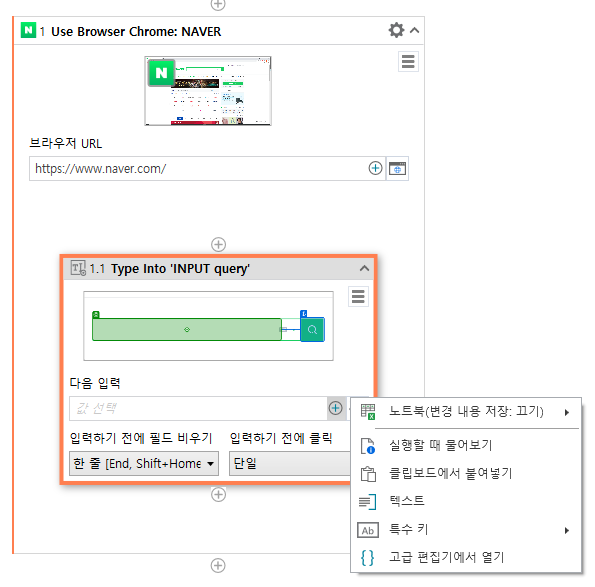 N 1 Use Browser Chrome: NAVER
N
브라우저 URL
https://www.naver.com/
TI 1.1 Type Into 'INPUT query'
다음 입력
값 선택
입력하기 전에 필드 비우기 입력하기 전에 클릭
한 줄 [End, Shift+Home 단일
노트북(변경 내용 저장: 끄기)
실행할 때 물어보기
클립보드에서 붙여넣기
텍스트
Ab 특수 키
{ } 고급 편집기에서 열기